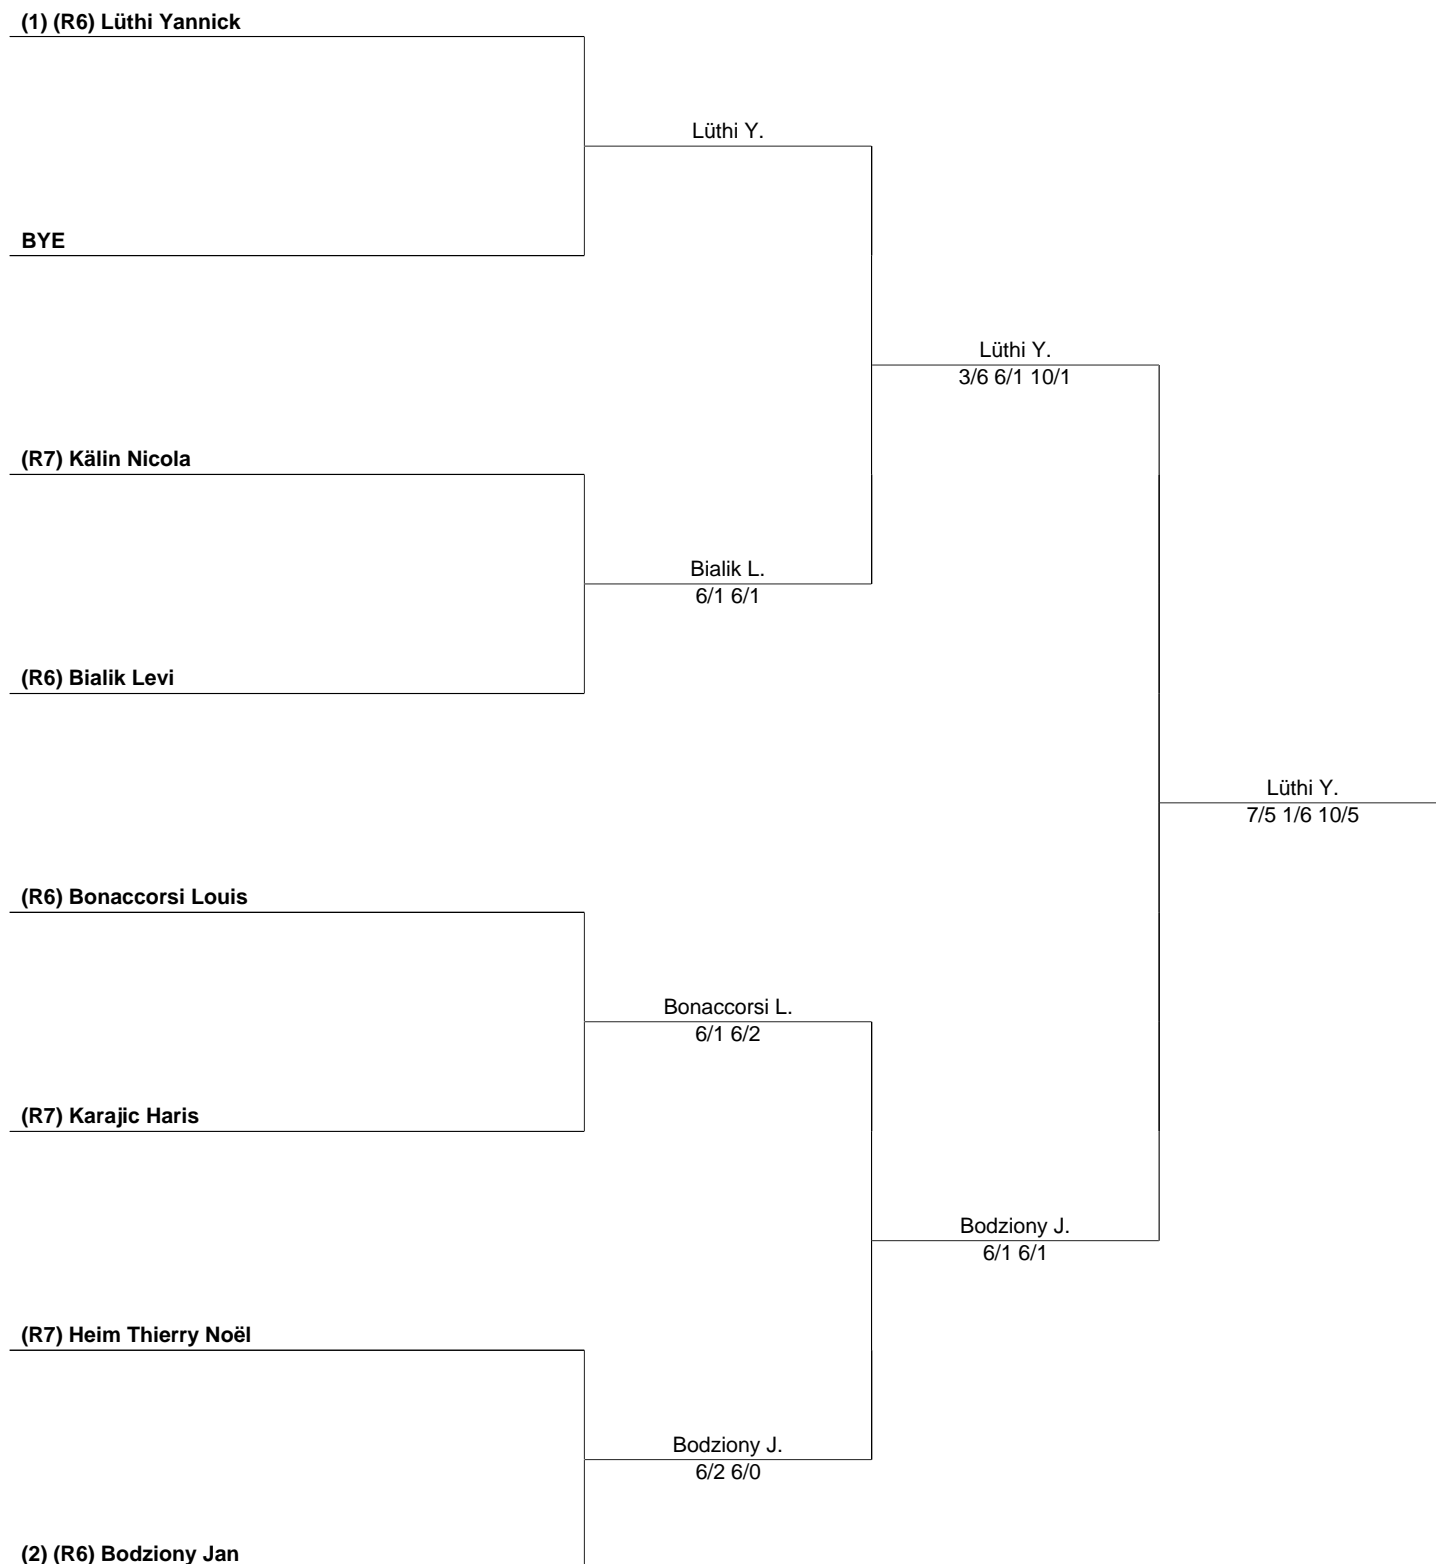 (1) (R6) Lüthi Yannick
Lüthi Y.
BYE
Lüthi Y.
3/6 6/1 10/1
(R7) Kälin Nicola
Bialik L.
6/1 6/1
(R6) Bialik Levi
Lüthi Y.
7/5 1/6 10/5
(R6) Bonaccorsi Louis
Bonaccorsi L.
6/1 6/2
(R7) Karajic Haris
Bodziony J.
6/1 6/1
(R7) Heim Thierry Noël
Bodziony J.
6/2 6/0
(2) (R6) Bodziony Jan